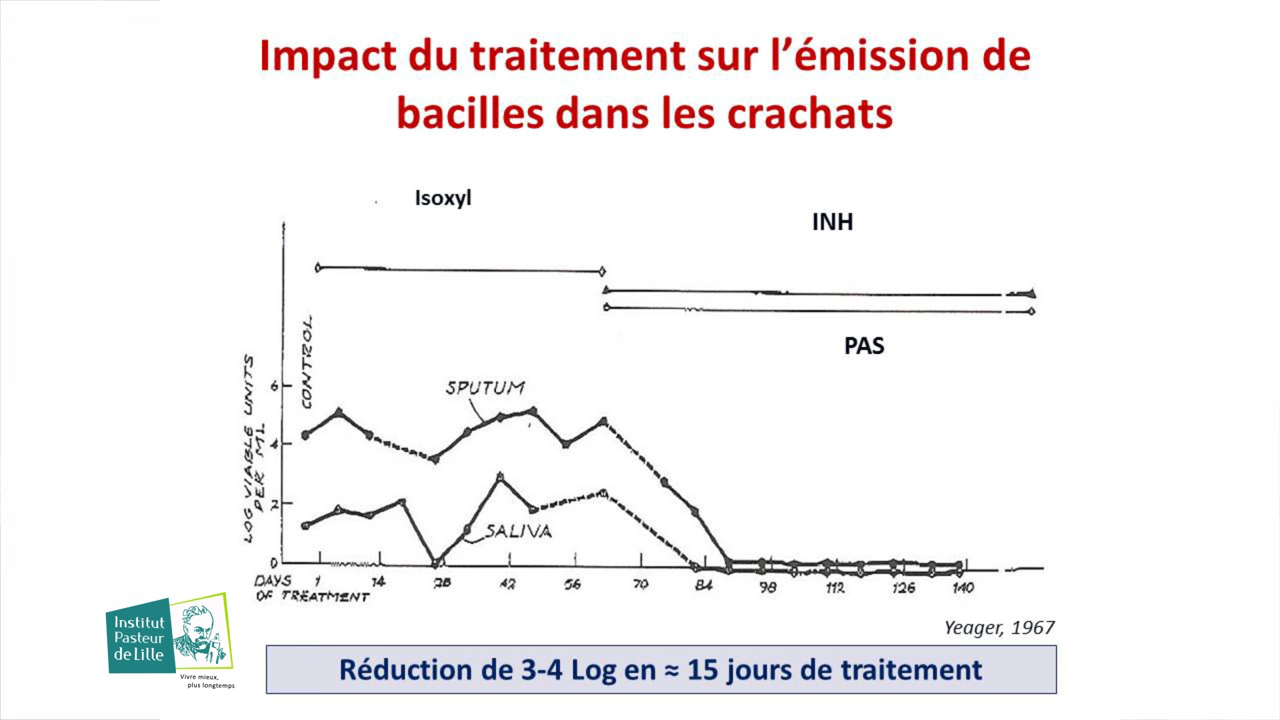 Impact du traitement sur l’émission de
bacilles dans les crachats
Isoxyl
INH
PAS
CONTROL
LOG VIABLE UNITS
PER ML
6
4
2
0
SPUTUM
SALIVA
DAYS 1 14 28 42 56 70 84 98 112 126 140
OF TREATMENT
Yeager, 1967
Institut
Pasteur
de Lille
Vivre mieux,
plus longtemps
Réduction de 3-4 Log en ≈ 15 jours de traitement